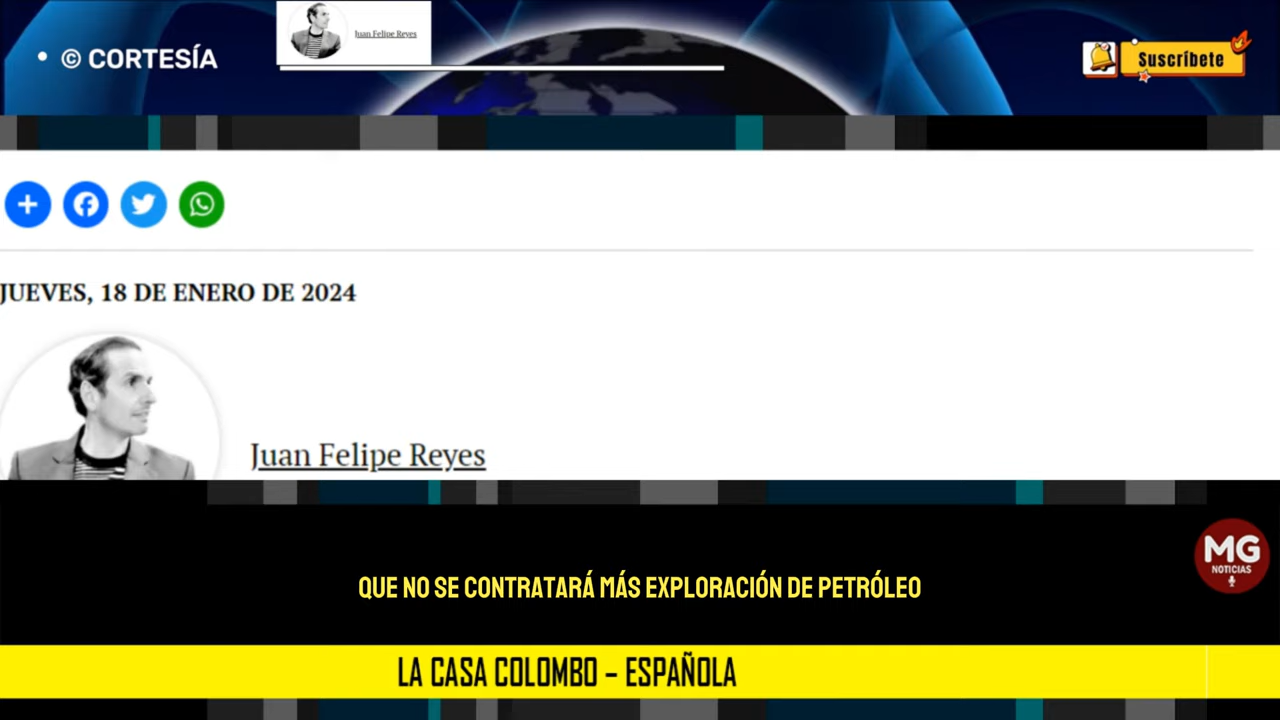 • © CORTESÍA
Juan Felipe Reyes
Suscríbete
JUEVES, 18 DE ENERO DE 2024
Juan Felipe Reyes
MG
NOTICIAS
QUE NO SE CONTRATARÁ MÁS EXPLORACIÓN DE PETRÓLEO
LA CASA COLOMBO - ESPAÑOLA